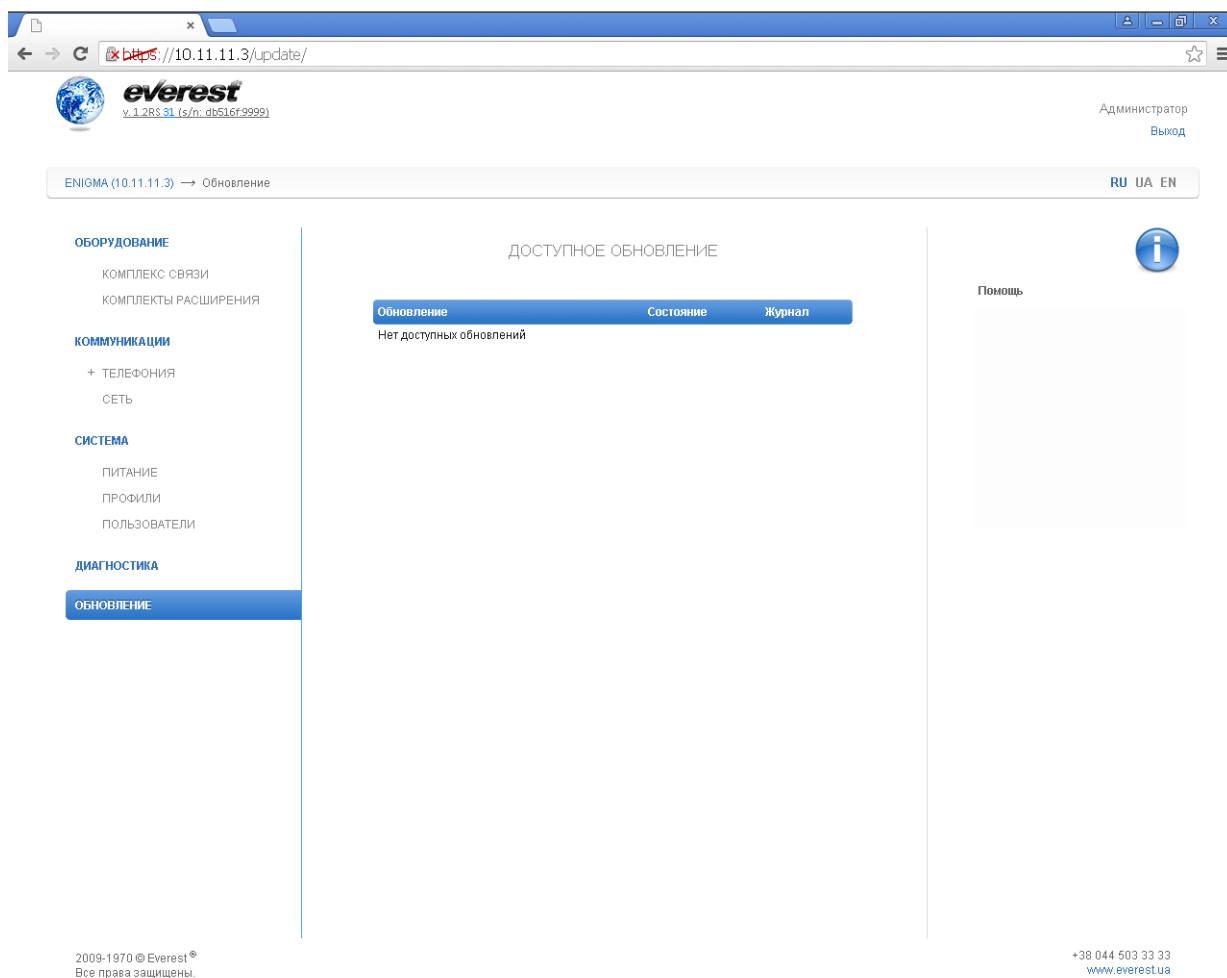 https://10.11.11.3/update/
everest
v. 1.2RS 31 (s/n: db516f:9999)
Администратор
Выход
ENIGMA (10.11.11.3) → Обновление
RU UA EN
ОБОРУДОВАНИЕ
КОМПЛЕКС СВЯЗИ
КОМПЛЕКТЫ РАСШИРЕНИЯ
КОММУНИКАЦИИ
+ ТЕЛЕФОНИЯ
СЕТЬ
СИСТЕМА
ПИТАНИЕ
ПРОФИЛИ
ПОЛЬЗОВАТЕЛИ
ДИАГНОСТИКА
ОБНОВЛЕНИЕ
ДОСТУПНОЕ ОБНОВЛЕНИЕ
Обновление Состояние Журнал
Нет доступных обновлений
Помощь
2009-1970 © Everest ®
Все права защищены.
+38 044 503 33 33
www.everest.ua